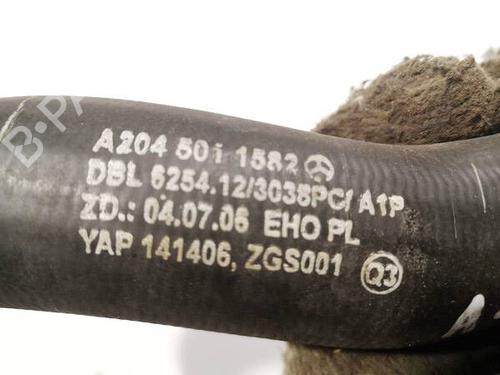 A204 501 1582
DBL 6254.12/3038PC/ A1P
ZD.: 04.07.06 EHO PL
YAP 141406, ZGS001 Q3